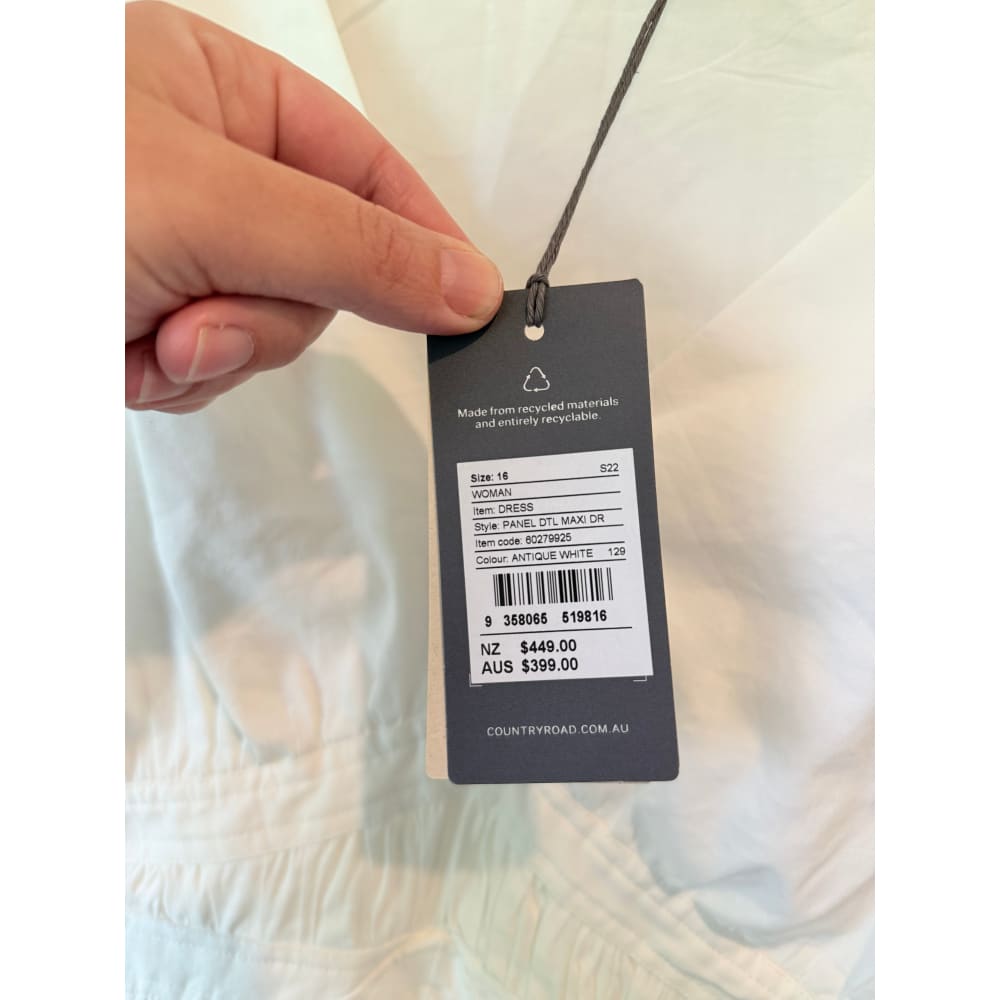 Made from recycled materials
and entirely recyclable.
Size: 16 S22
WOMAN
Item: DRESS
Style: PANEL DTL MAXI DR
Item code: 60279925
Colour: ANTIQUE WHITE 129
9 358065 519816
NZ $449.00
AUS $399.00
COUNTRYROAD.COM.AU